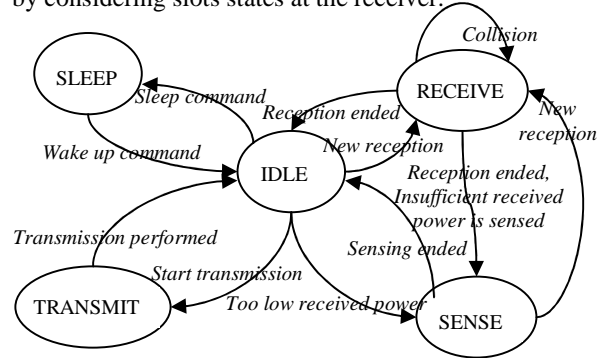 by considering slots states at the receiver.
Collision
SLEEP
RECEIVE
Sleep command
Reception ended
New
reception
New reception
Wake up command
IDLE
Reception ended,
Insufficient received
power is sensed
Transmission performed
Sensing ended
Start transmission
Too low received power
TRANSMIT
SENSE